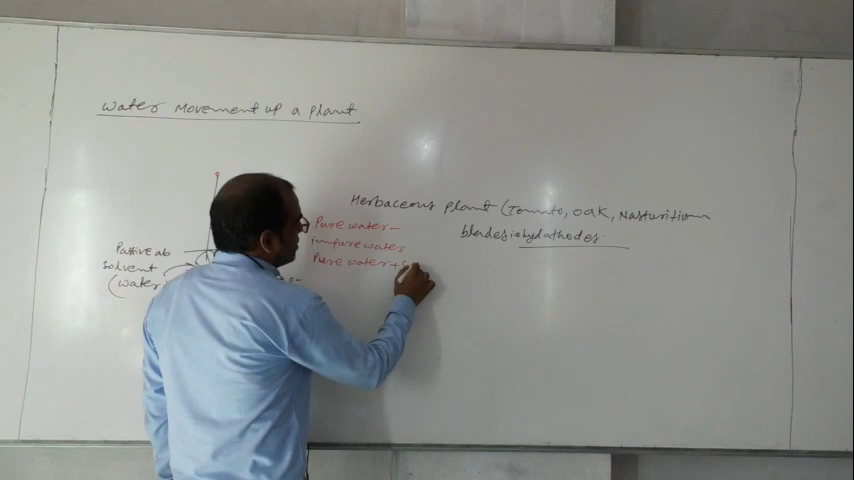 Water Movement up a plant
Herbaceous plant (Tomato, Oak, Nasturitium
blades i.e hydathodes.
Pure water -
impure water
Pure water + S
Passive ab
solvent
(water